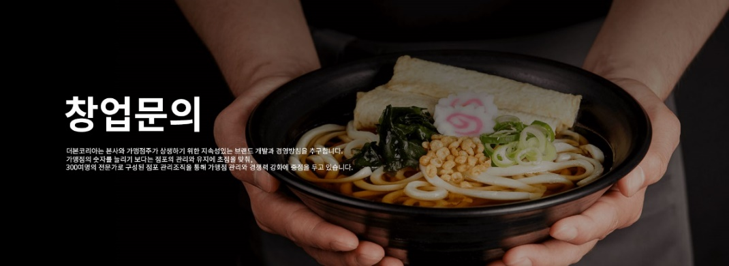 창업문의
더본코리아는 본사와 가맹점주가 상생하기 위한 지속성있는 브랜드 개발과 경영방침을 추구합니다.
가맹점의 숫자를 늘리기 보다는 점포의 관리와 유지에 초점을 맞춰,
300여명의 전문가로 구성된 점포 관리조직을 통해 가맹점 관리와 경쟁력 강화에 중점을 두고 있습니다.